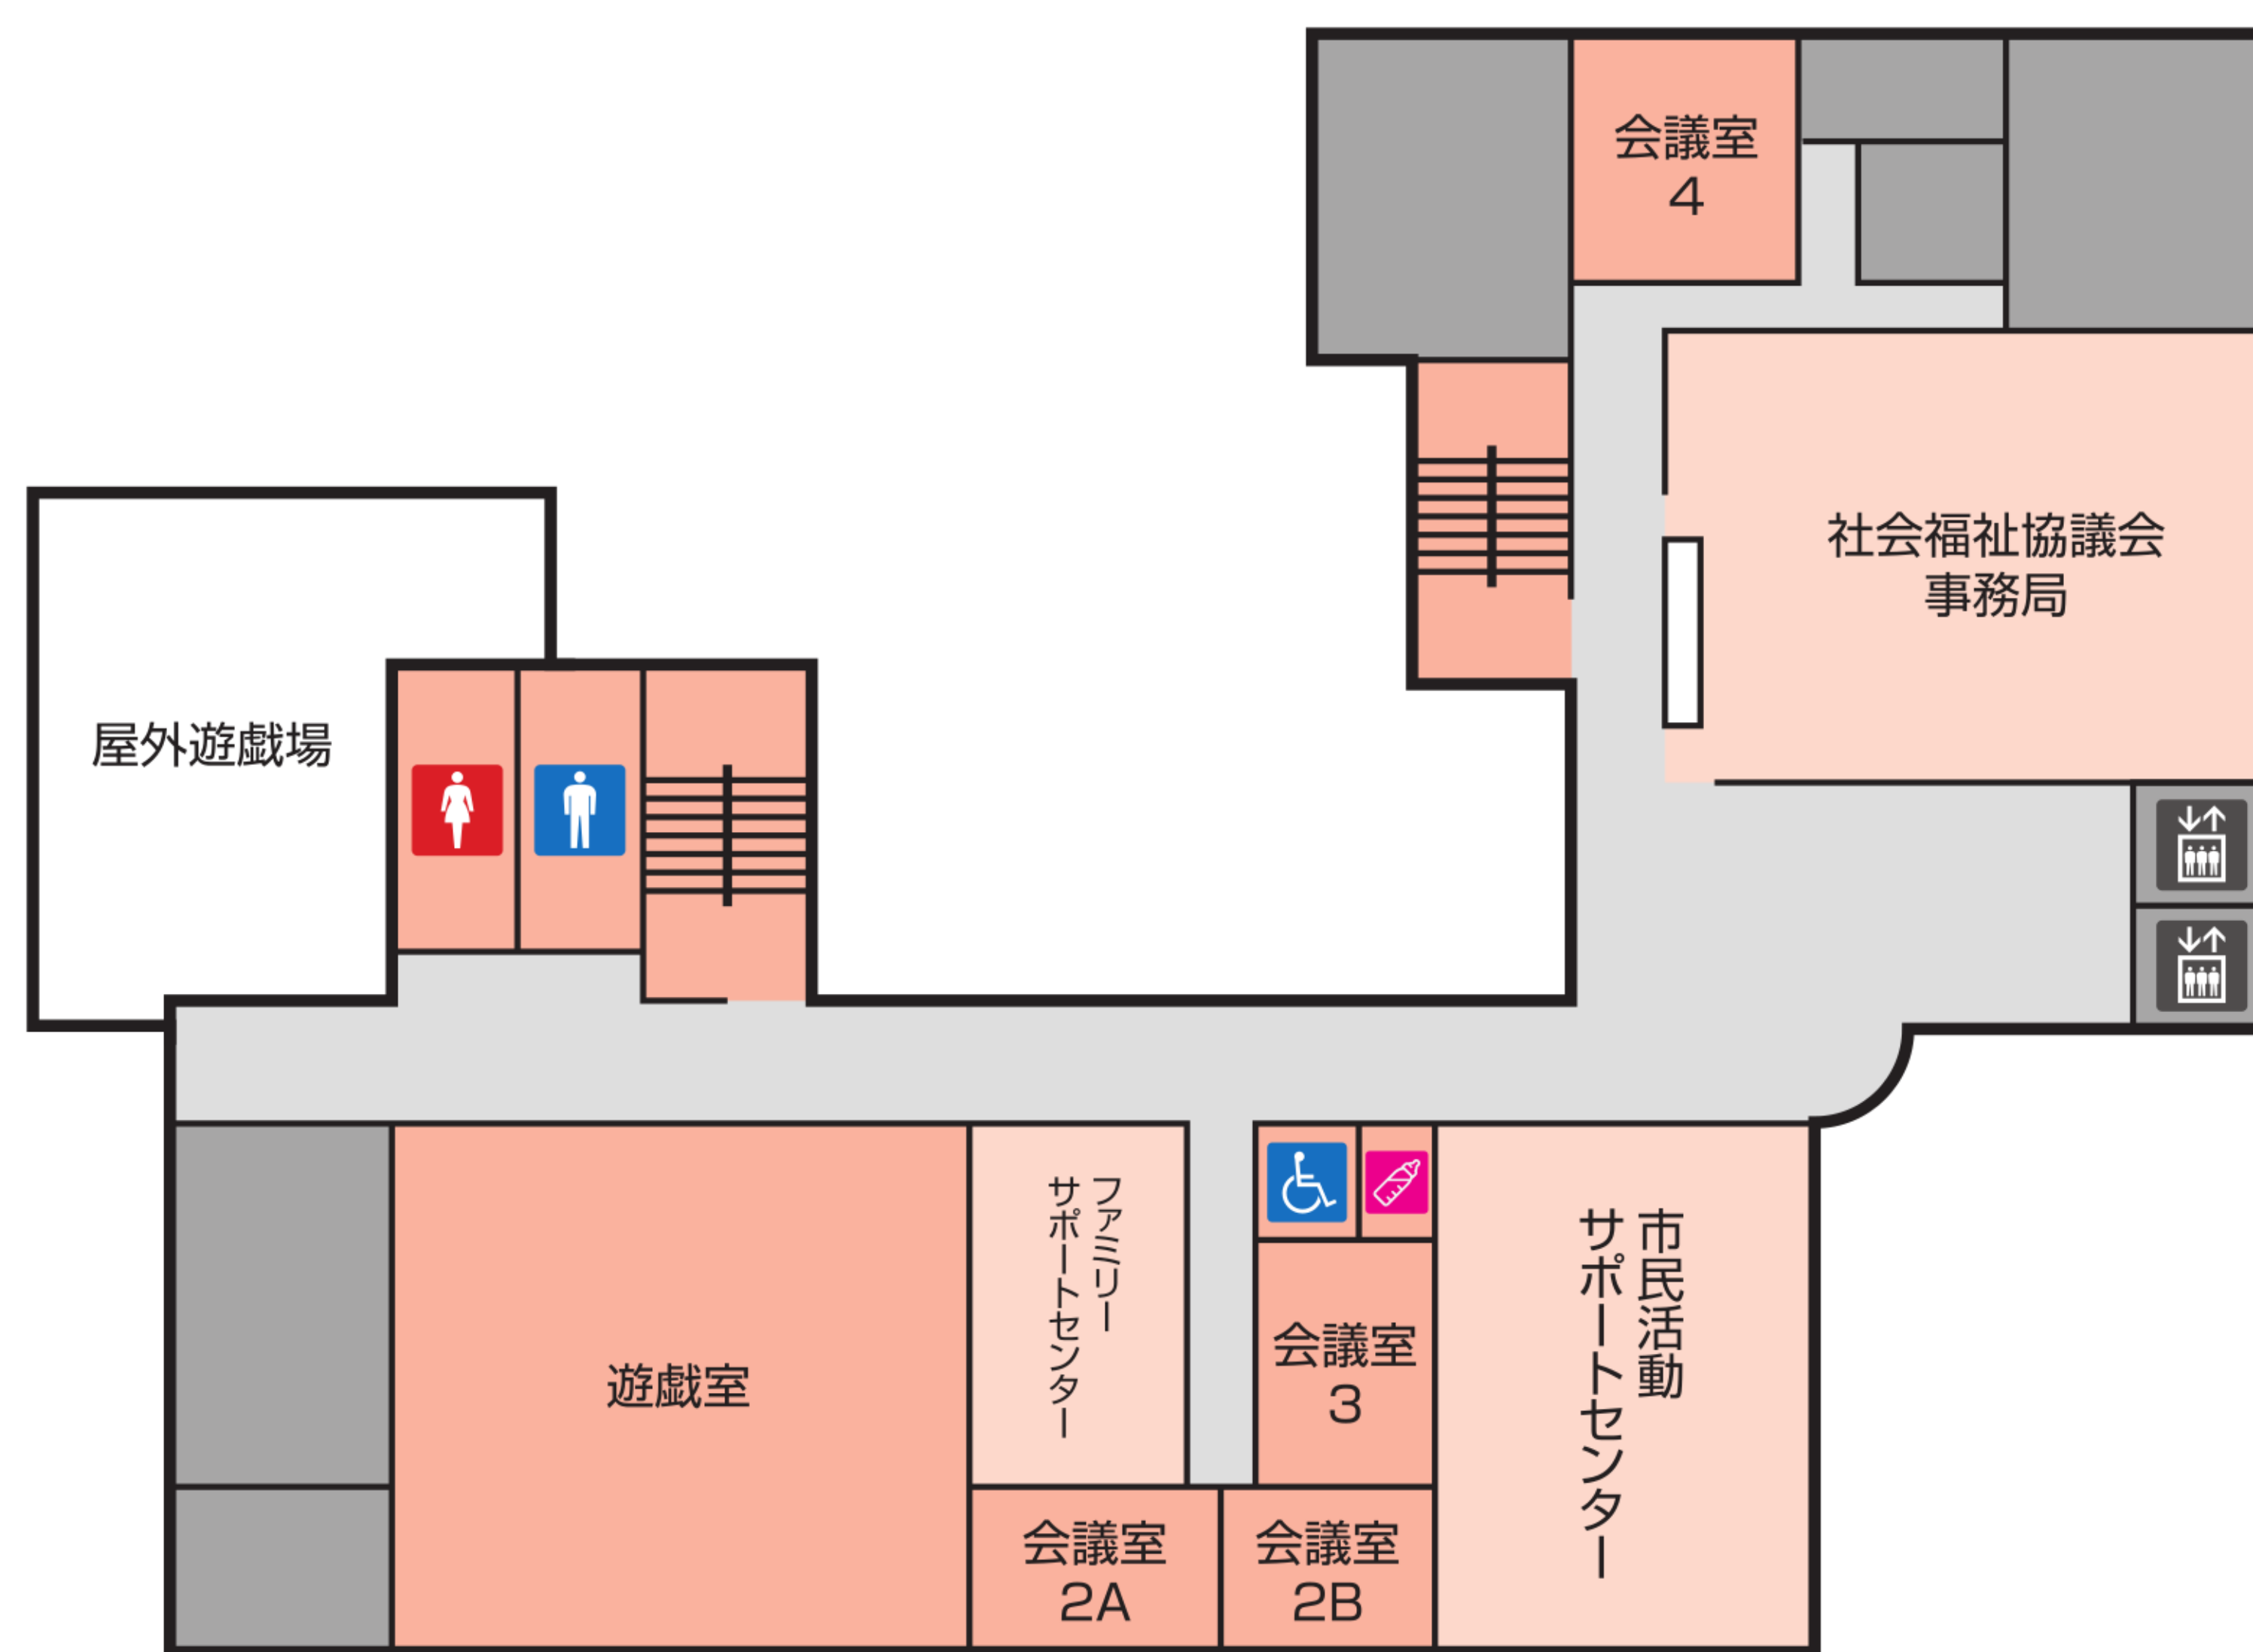 会議室
4
社会福祉協議会
事務局
屋外遊戯場
遊戯室
ファミリー
サポートセンター
会議室
3
市民活動
サポートセンター
会議室
2A
会議室
2B